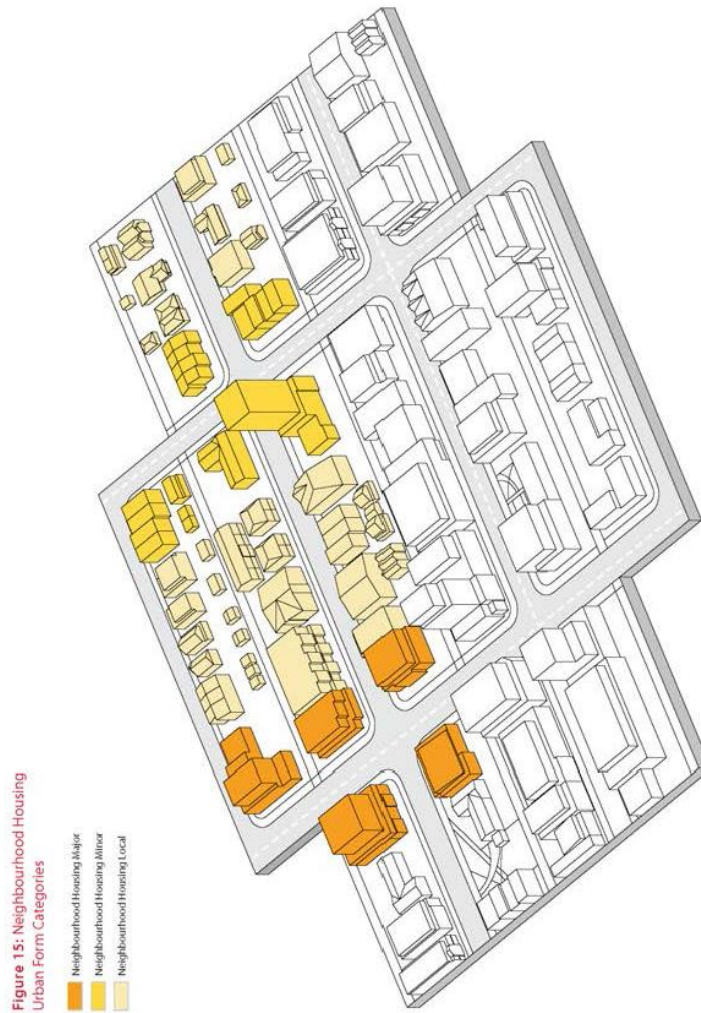 Figure 15: Neighbourhood Housing
Urban Form Categories
Neighbourhood Housing Major
Neighbourhood Housing Minor
Neighbourhood Housing Local